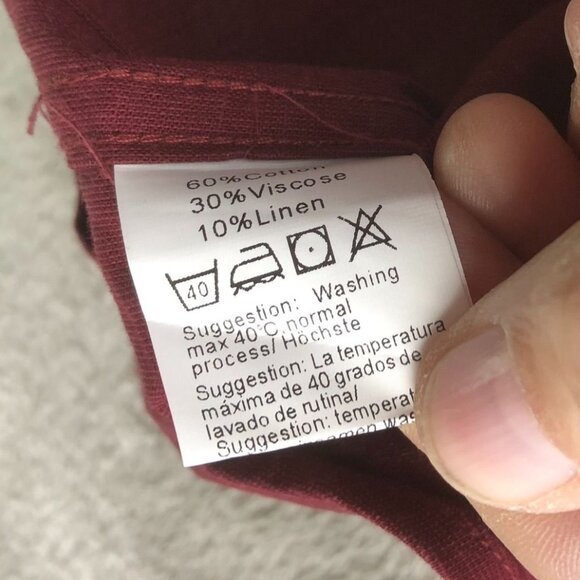 60%Cotton
30%Viscose
10%Linen
40
Suggestion: Washing
max 40°C,normal
process/ Höchste
Suggestion: La temperatura
máxima de 40 grados de
lavado de rutina/
Suggestion: temperat